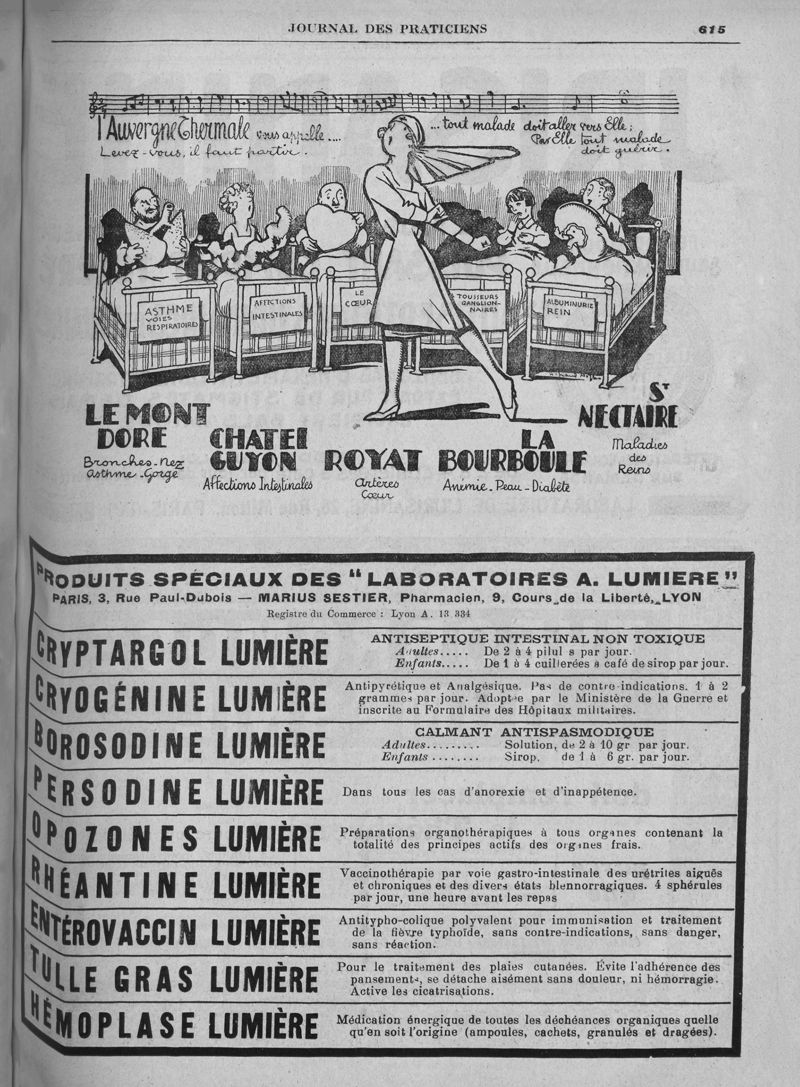 JOURNAL DES PRATICIENS 615
l'Auvergne Thermale vous appelle....
Levez-vous, il faut partir.
...tout malade doit aller vers Elle;
Par Elle tout malade
doit guérir.
ASTHME
VOIES
RESPIRATOIRES
AFFECTIONS
INTESTINALES
LE
CŒUR
TOUSSEURS
GANGLION-
NAIRES
ALBUMINURIE
REIN
LE MONT
DORE
Bronches-Nez
Asthme-Gorge
CHATEL
GUYON
Affections Intestinales
ROYAT
Artères
Cœur
LA
BOURBOULE
Anémie-Peau-Diabète
ST
NECTAIRE
Maladies
des
Reins
PRODUITS SPÉCIAUX DES "LABORATOIRES A. LUMIERE"
PARIS, 3, Rue Paul-Dubois — MARIUS SESTIER, Pharmacien, 9, Cours de la Liberté, LYON
Registre du Commerce : Lyon A. 13 334
CRYPTARGOL LUMIÈRE
ANTISEPTIQUE INTESTINAL NON TOXIQUE
Adultes..... De 2 à 4 pilul s par jour.
Enfants..... De 1 à 4 cuillerées à café de sirop par jour.
CRYOGÉNINE LUMIÈRE
Antipyrétique et Analgésique. Pas de contre-indications. 1 à 2
grammes par jour. Adoptée par le Ministère de la Guerre et
inscrite au Formulaire des Hôpitaux militaires.
BOROSODINE LUMIÈRE
CALMANT ANTISPASMODIQUE
Adultes......... Solution, de 2 à 10 gr par jour.
Enfants ........ Sirop, de 1 à 6 gr. par jour.
PERSODINE LUMIÈRE
Dans tous les cas d'anorexie et d'inappétence.
OPOZONES LUMIÈRE
Préparations organothérapiques à tous organes contenant la
totalité des principes actifs des organes frais.
RHÉANTINE LUMIÈRE
Vaccinothérapie par voie gastro-intestinale des urétrites aiguës
et chroniques et des divers états blennorragiques. 4 sphérules
par jour, une heure avant les repas
ENTÉROVACCIN LUMIÈRE
Antitypho-colique polyvalent pour immunisation et traitement
de la fièvre typhoïde, sans contre-indications, sans danger,
sans réaction.
TULLE GRAS LUMIÈRE
Pour le traitement des plaies cutanées. Évite l'adhérence des
pansements, se détache aisément sans douleur, ni hémorragie.
Active les cicatrisations.
HÉMOPLASE LUMIÈRE
Médication énergique de toutes les déchéances organiques quelle
qu'en soit l'origine (ampoules, cachets, granulés et dragées).